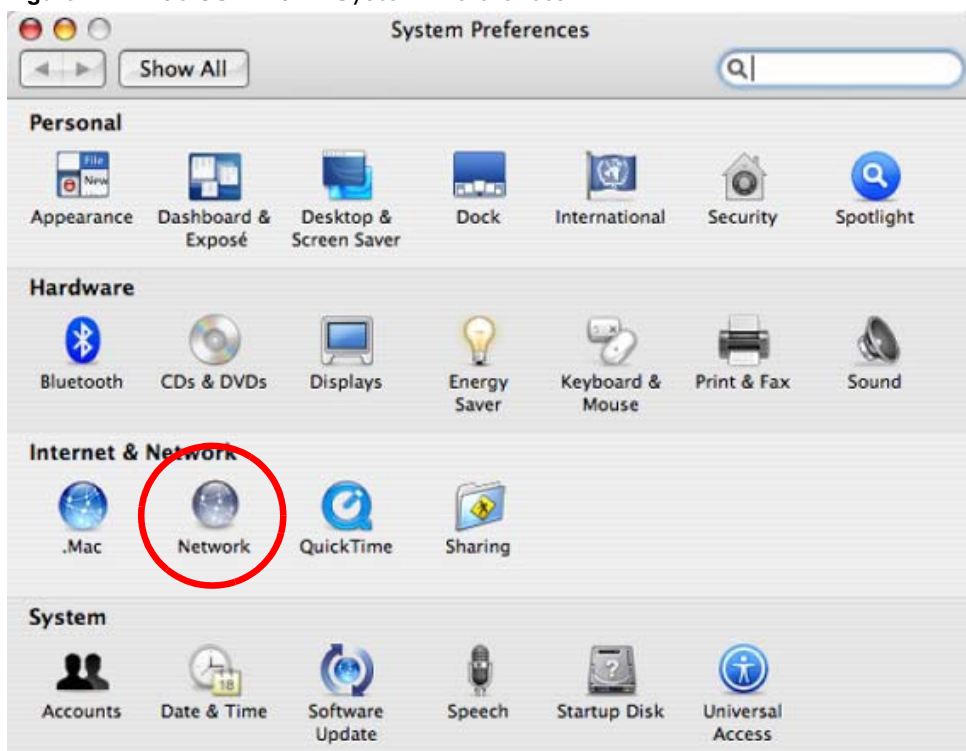 System Preferences
Show All
Personal
File
New
Appearance
Dashboard &
Exposé
Desktop &
Screen Saver
Dock
International
Security
Spotlight
Hardware
Bluetooth
CDs & DVDs
Displays
Energy
Saver
Keyboard &
Mouse
Print & Fax
Sound
Internet & Network
.Mac
Network
QuickTime
Sharing
System
Accounts
18
Date & Time
Software
Update
Speech
?
Startup Disk
Universal
Access